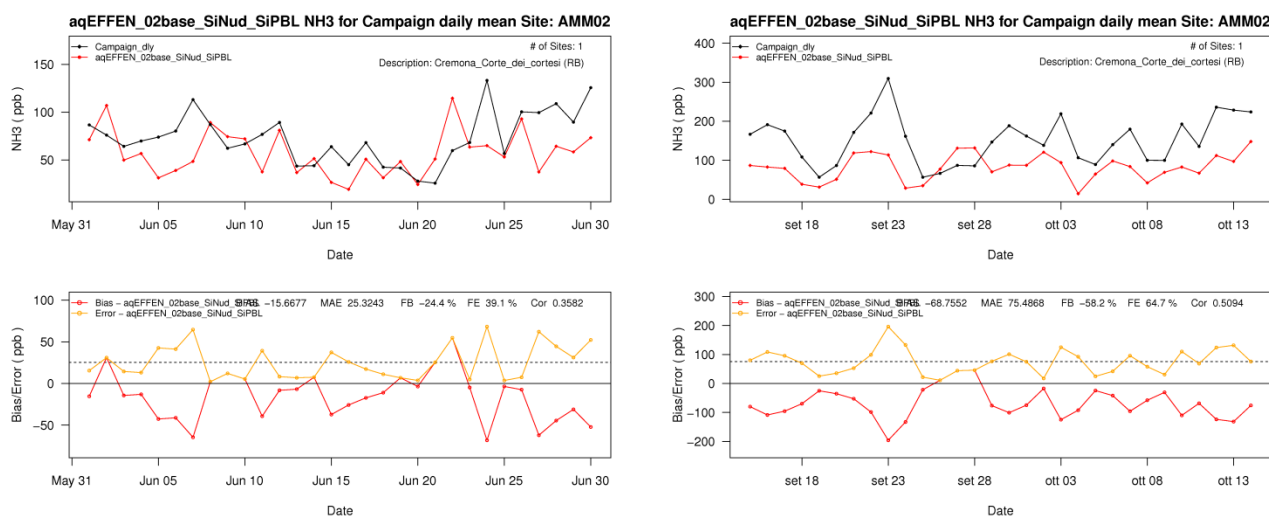 aqEFFEN_02base_SiNud_SiPBL NH3 for Campaign daily mean Site: AMM02
Campaign_dly
aqEFFEN_02base_SiNud_SiPBL
# of Sites: 1
Description: Cremona_Corte_dei_cortesi (RB)
NH3 ( ppb )
150
100
50
May 31
Jun 05
Jun 10
Jun 15
Jun 20
Jun 25
Jun 30
Date
aqEFFEN_02base_SiNud_SiPBL NH3 for Campaign daily mean Site: AMM02
Campaign_dly
aqEFFEN_02base_SiNud_SiPBL
# of Sites: 1
Description: Cremona_Corte_dei_cortesi (RB)
NH3 ( ppb )
400
300
200
100
0
set 18
set 23
set 28
ott 03
ott 08
ott 13
Date
Bias − aqEFFEN_02base_SiNud_SiPBL BIAS −15.6677 MAE 25.3243 FB −24.4 % FE 39.1 % Cor 0.3582
Error − aqEFFEN_02base_SiNud_SiPBL
Bias/Error ( ppb )
100
50
0
−50
May 31
Jun 05
Jun 10
Jun 15
Jun 20
Jun 25
Jun 30
Date
Bias − aqEFFEN_02base_SiNud_SiPBL BIAS −68.7552 MAE 75.4868 FB −58.2 % FE 64.7 % Cor 0.5094
Error − aqEFFEN_02base_SiNud_SiPBL
Bias/Error ( ppb )
300
200
100
0
−100
−200
set 18
set 23
set 28
ott 03
ott 08
ott 13
Date